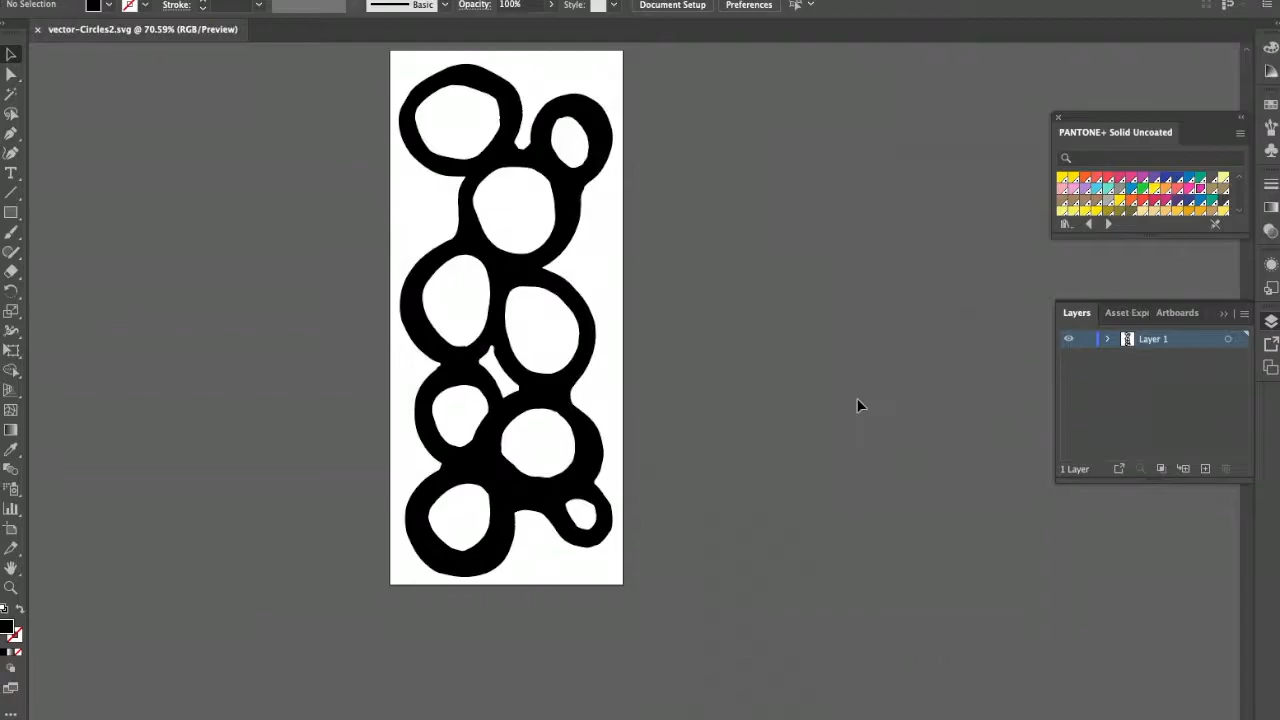 No Selection Stroke: Basic Opacity: 100% Style: Document Setup Preferences
vector-Circles2.svg @ 70.59% (RGB/Preview)
PANTONE+ Solid Uncoated
Layers Asset Expo Artboards
Layer 1
1 Layer